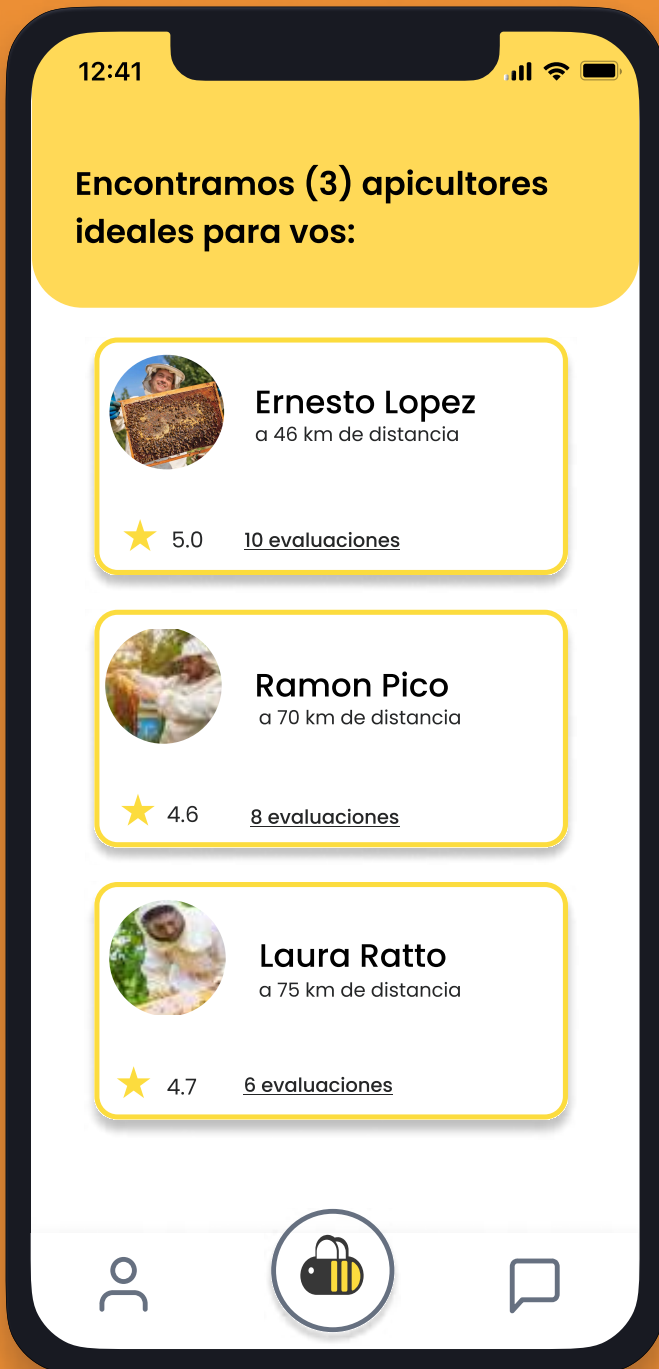 12:41
Encontramos (3) apicultores
ideales para vos:
Ernesto Lopez
a 46 km de distancia
5.0 10 evaluaciones
Ramon Pico
a 70 km de distancia
4.6 8 evaluaciones
Laura Ratto
a 75 km de distancia
4.7 6 evaluaciones